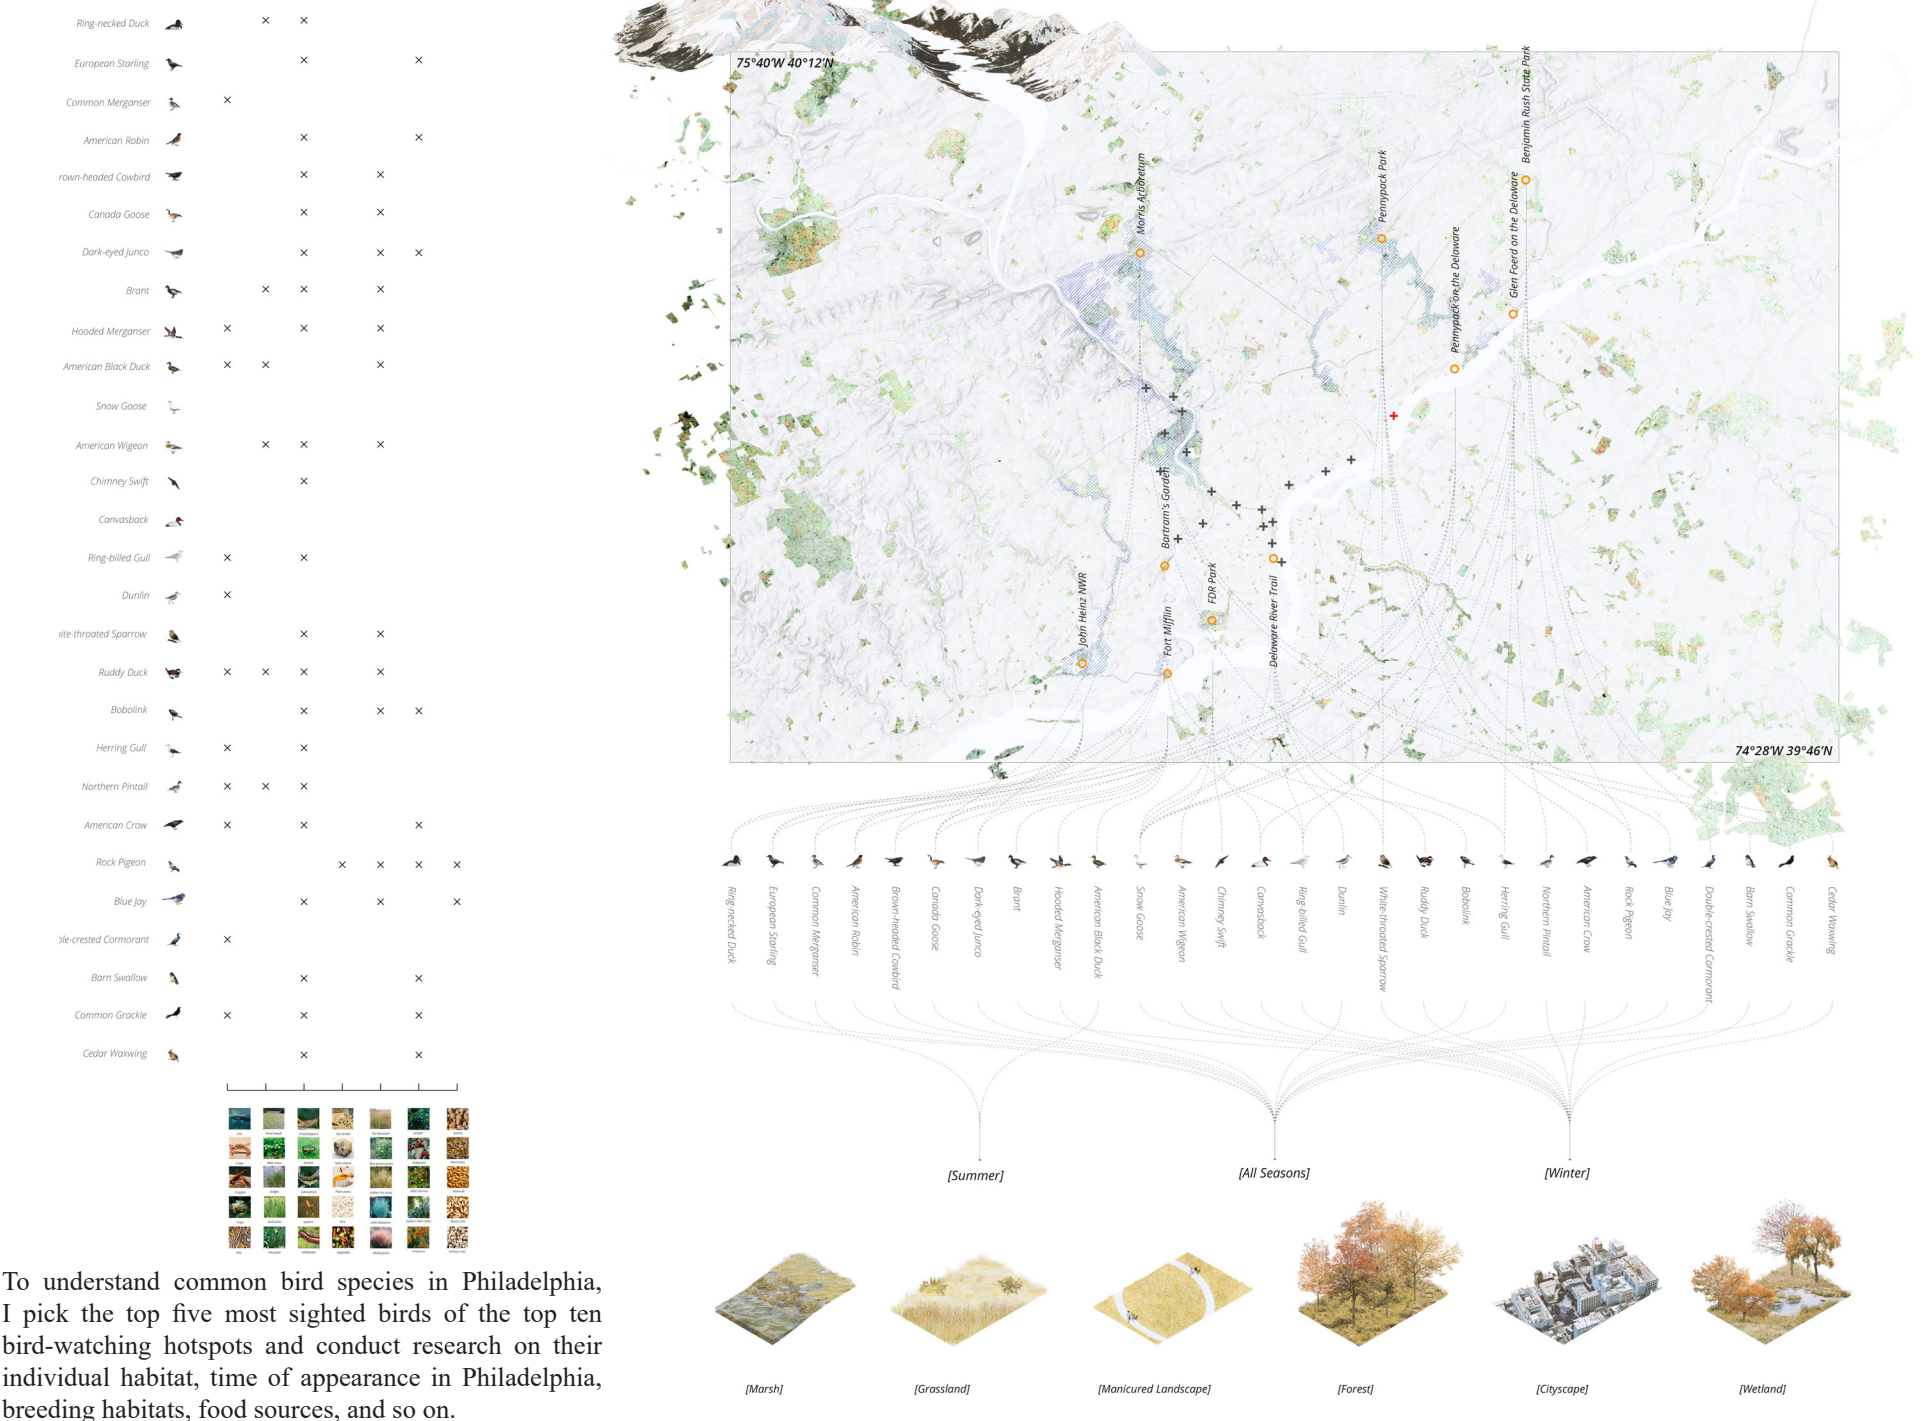 Ring-necked Duck
European Starling
Common Merganser
American Robin
rown-headed Cowbird
Canada Goose
Dark-eyed Junco
Brant
Hooded Merganser
American Black Duck
Snow Goose
American Wigeon
Chimney Swift
Canvasback
Ring-billed Gull
Dunlin
ite-throated Sparrow
Ruddy Duck
Bobolink
Herring Gull
Northern Pintail
American Crow
Rock Pigeon
Blue Jay
le-crested Cormorant
Barn Swallow
Common Grackle
Cedar Waxwing
To understand common bird species in Philadelphia,
I pick the top five most sighted birds of the top ten
bird-watching hotspots and conduct research on their
individual habitat, time of appearance in Philadelphia,
breeding habitats, food sources, and so on.
75°40'W 40°12'N
Morris Arboretum
Pennypack Park
Pennypack on the Delaware
Glen Foerd on the Delaware
Benjamin Rush State Park
John Heinz NWR
Bartram's Garden
Fort Mifflin
FDR Park
Delaware River Trail
74°28'W 39°46'N
Ring-necked Duck
European Starling
Common Merganser
American Robin
Brown-headed Cowbird
Canada Goose
Dark-eyed Junco
Brant
Hooded Merganser
American Black Duck
Snow Goose
American Wigeon
Chimney Swift
Canvasback
Ring-billed Gull
Dunlin
White-throated Sparrow
Ruddy Duck
Bobolink
Herring Gull
Northern Pintail
American Crow
Rock Pigeon
Blue Jay
Double-crested Cormorant
Barn Swallow
Common Grackle
Cedar Waxwing
[Summer]
[All Seasons]
[Winter]
[Marsh]
[Grassland]
[Manicured Landscape]
[Forest]
[Cityscape]
[Wetland]